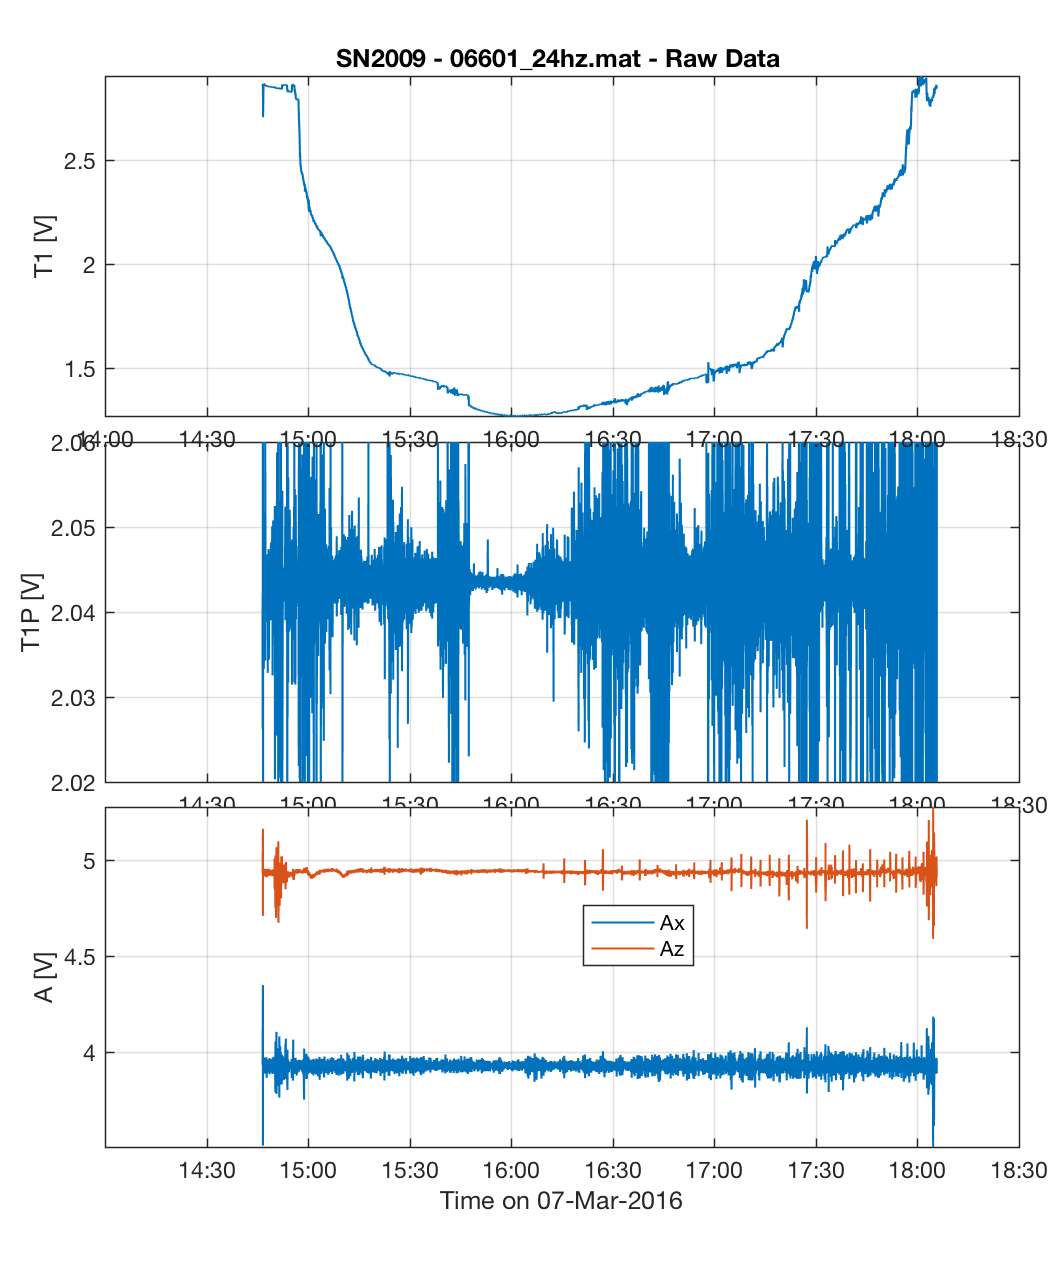 SN2009 - 06601_24hz.mat - Raw Data
2.5
2
1.5
T1 [V]
14:00 14:30 15:00 15:30 16:00 16:30 17:00 17:30 18:00 18:30
2.06
2.05
2.04
2.03
2.02
T1P [V]
14:30 15:00 15:30 16:00 16:30 17:00 17:30 18:00 18:30
5
4.5
4
A [V]
Ax
Az
14:30 15:00 15:30 16:00 16:30 17:00 17:30 18:00 18:30
Time on 07-Mar-2016